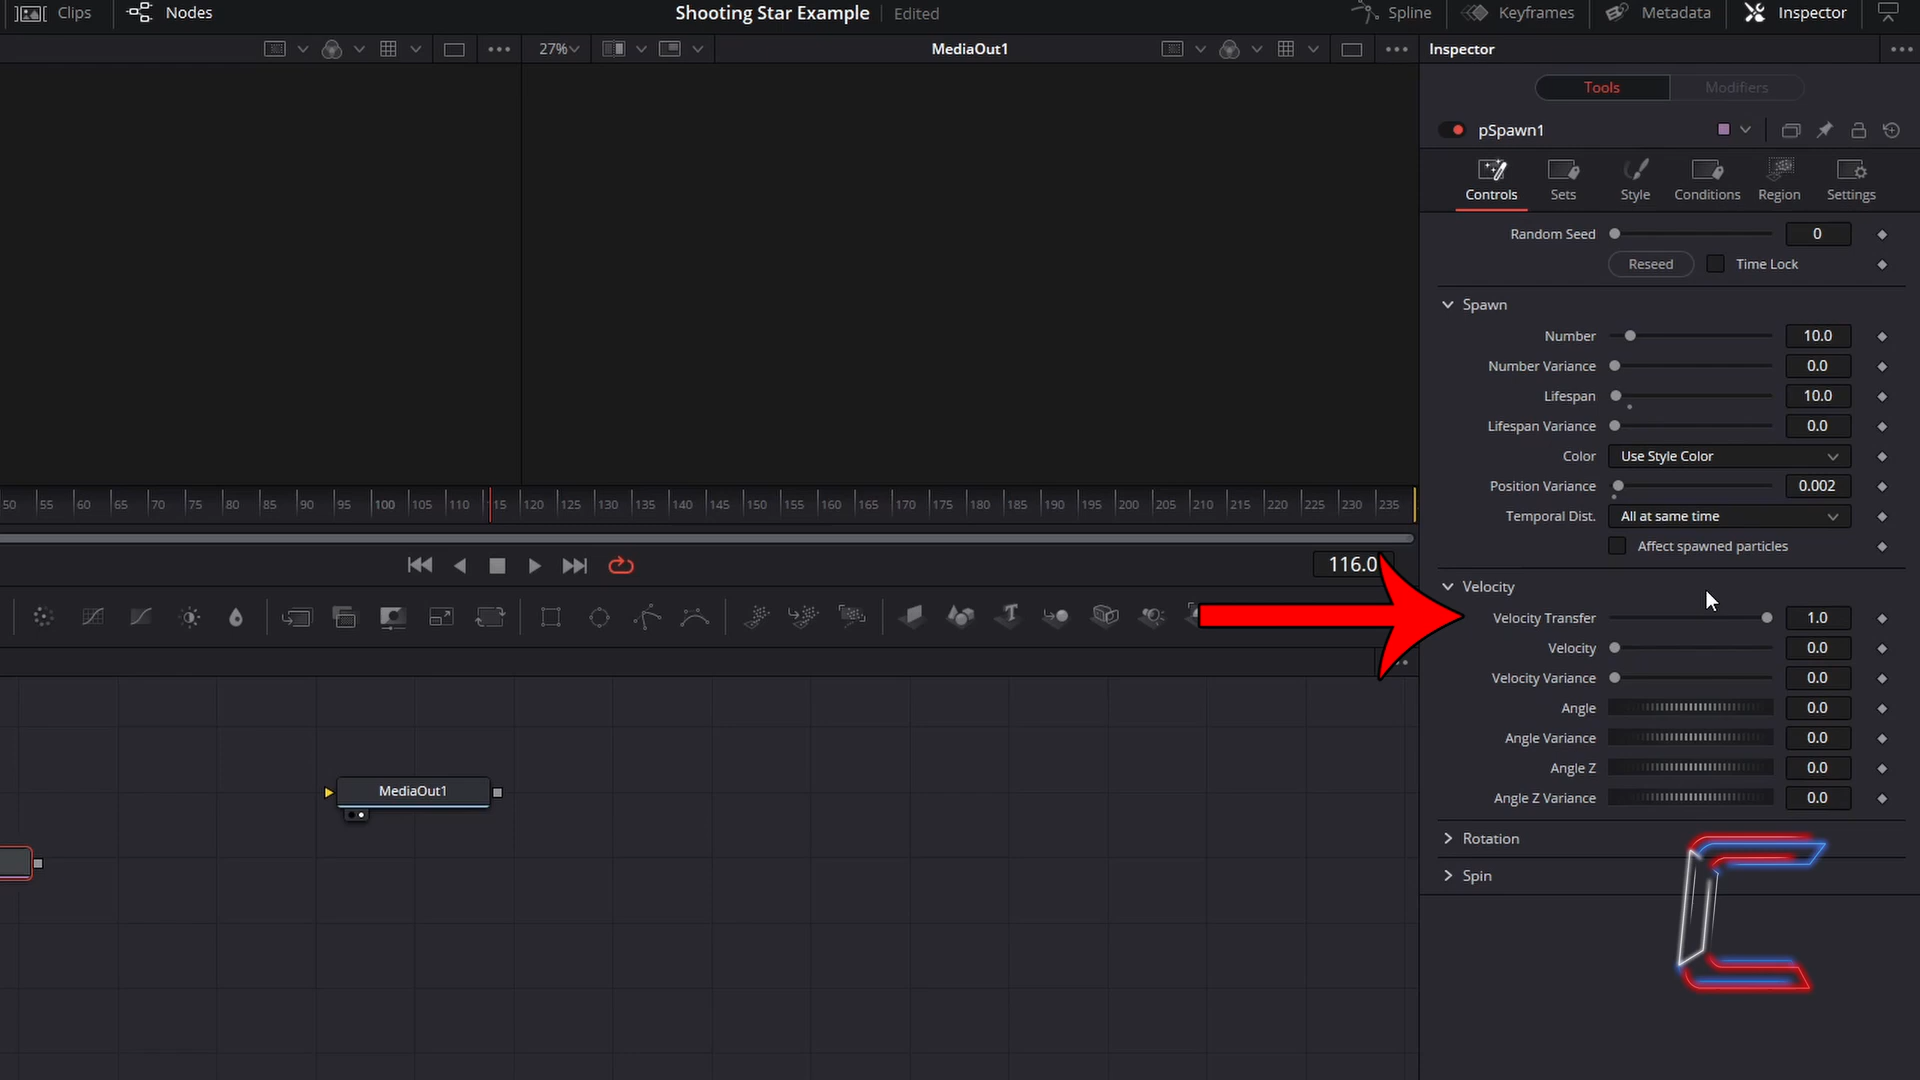 Clips
Nodes
Shooting Star Example
Edited
Spline
Keyframes
Metadata
Inspector
27%
MediaOut1
Inspector
Tools
Modifiers
pSpawn1
Controls
Sets
Style
Conditions
Region
Settings
Random Seed
0
Reseed
Time Lock
Spawn
Number
10.0
Number Variance
0.0
Lifespan
10.0
Lifespan Variance
0.0
Color
Use Style Color
Position Variance
0.002
Temporal Dist.
All at same time
Affect spawned particles
50 55 60 65 70 75 80 85 90 95 100 105 110 115 120 125 130 135 140 145 150 155 160 165 170 175 180 185 190 195 200 205 210 215 220 225 230 235
116.0
Velocity
Velocity Transfer
1.0
Velocity
0.0
Velocity Variance
0.0
Angle
0.0
Angle Variance
0.0
Angle Z
0.0
Angle Z Variance
0.0
Rotation
Spin
MediaOut1